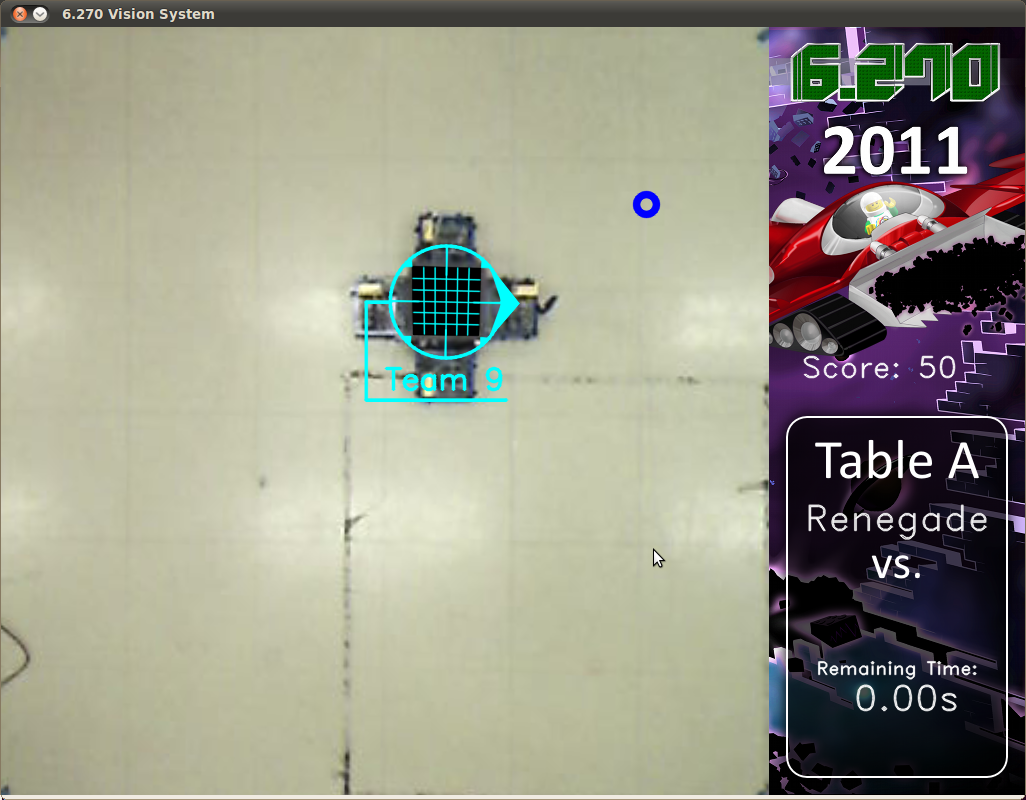 6.270 Vision System
Team 9
6.270
2011
Score: 50
Table A
Renegade
vs.
Remaining Time:
0.00s